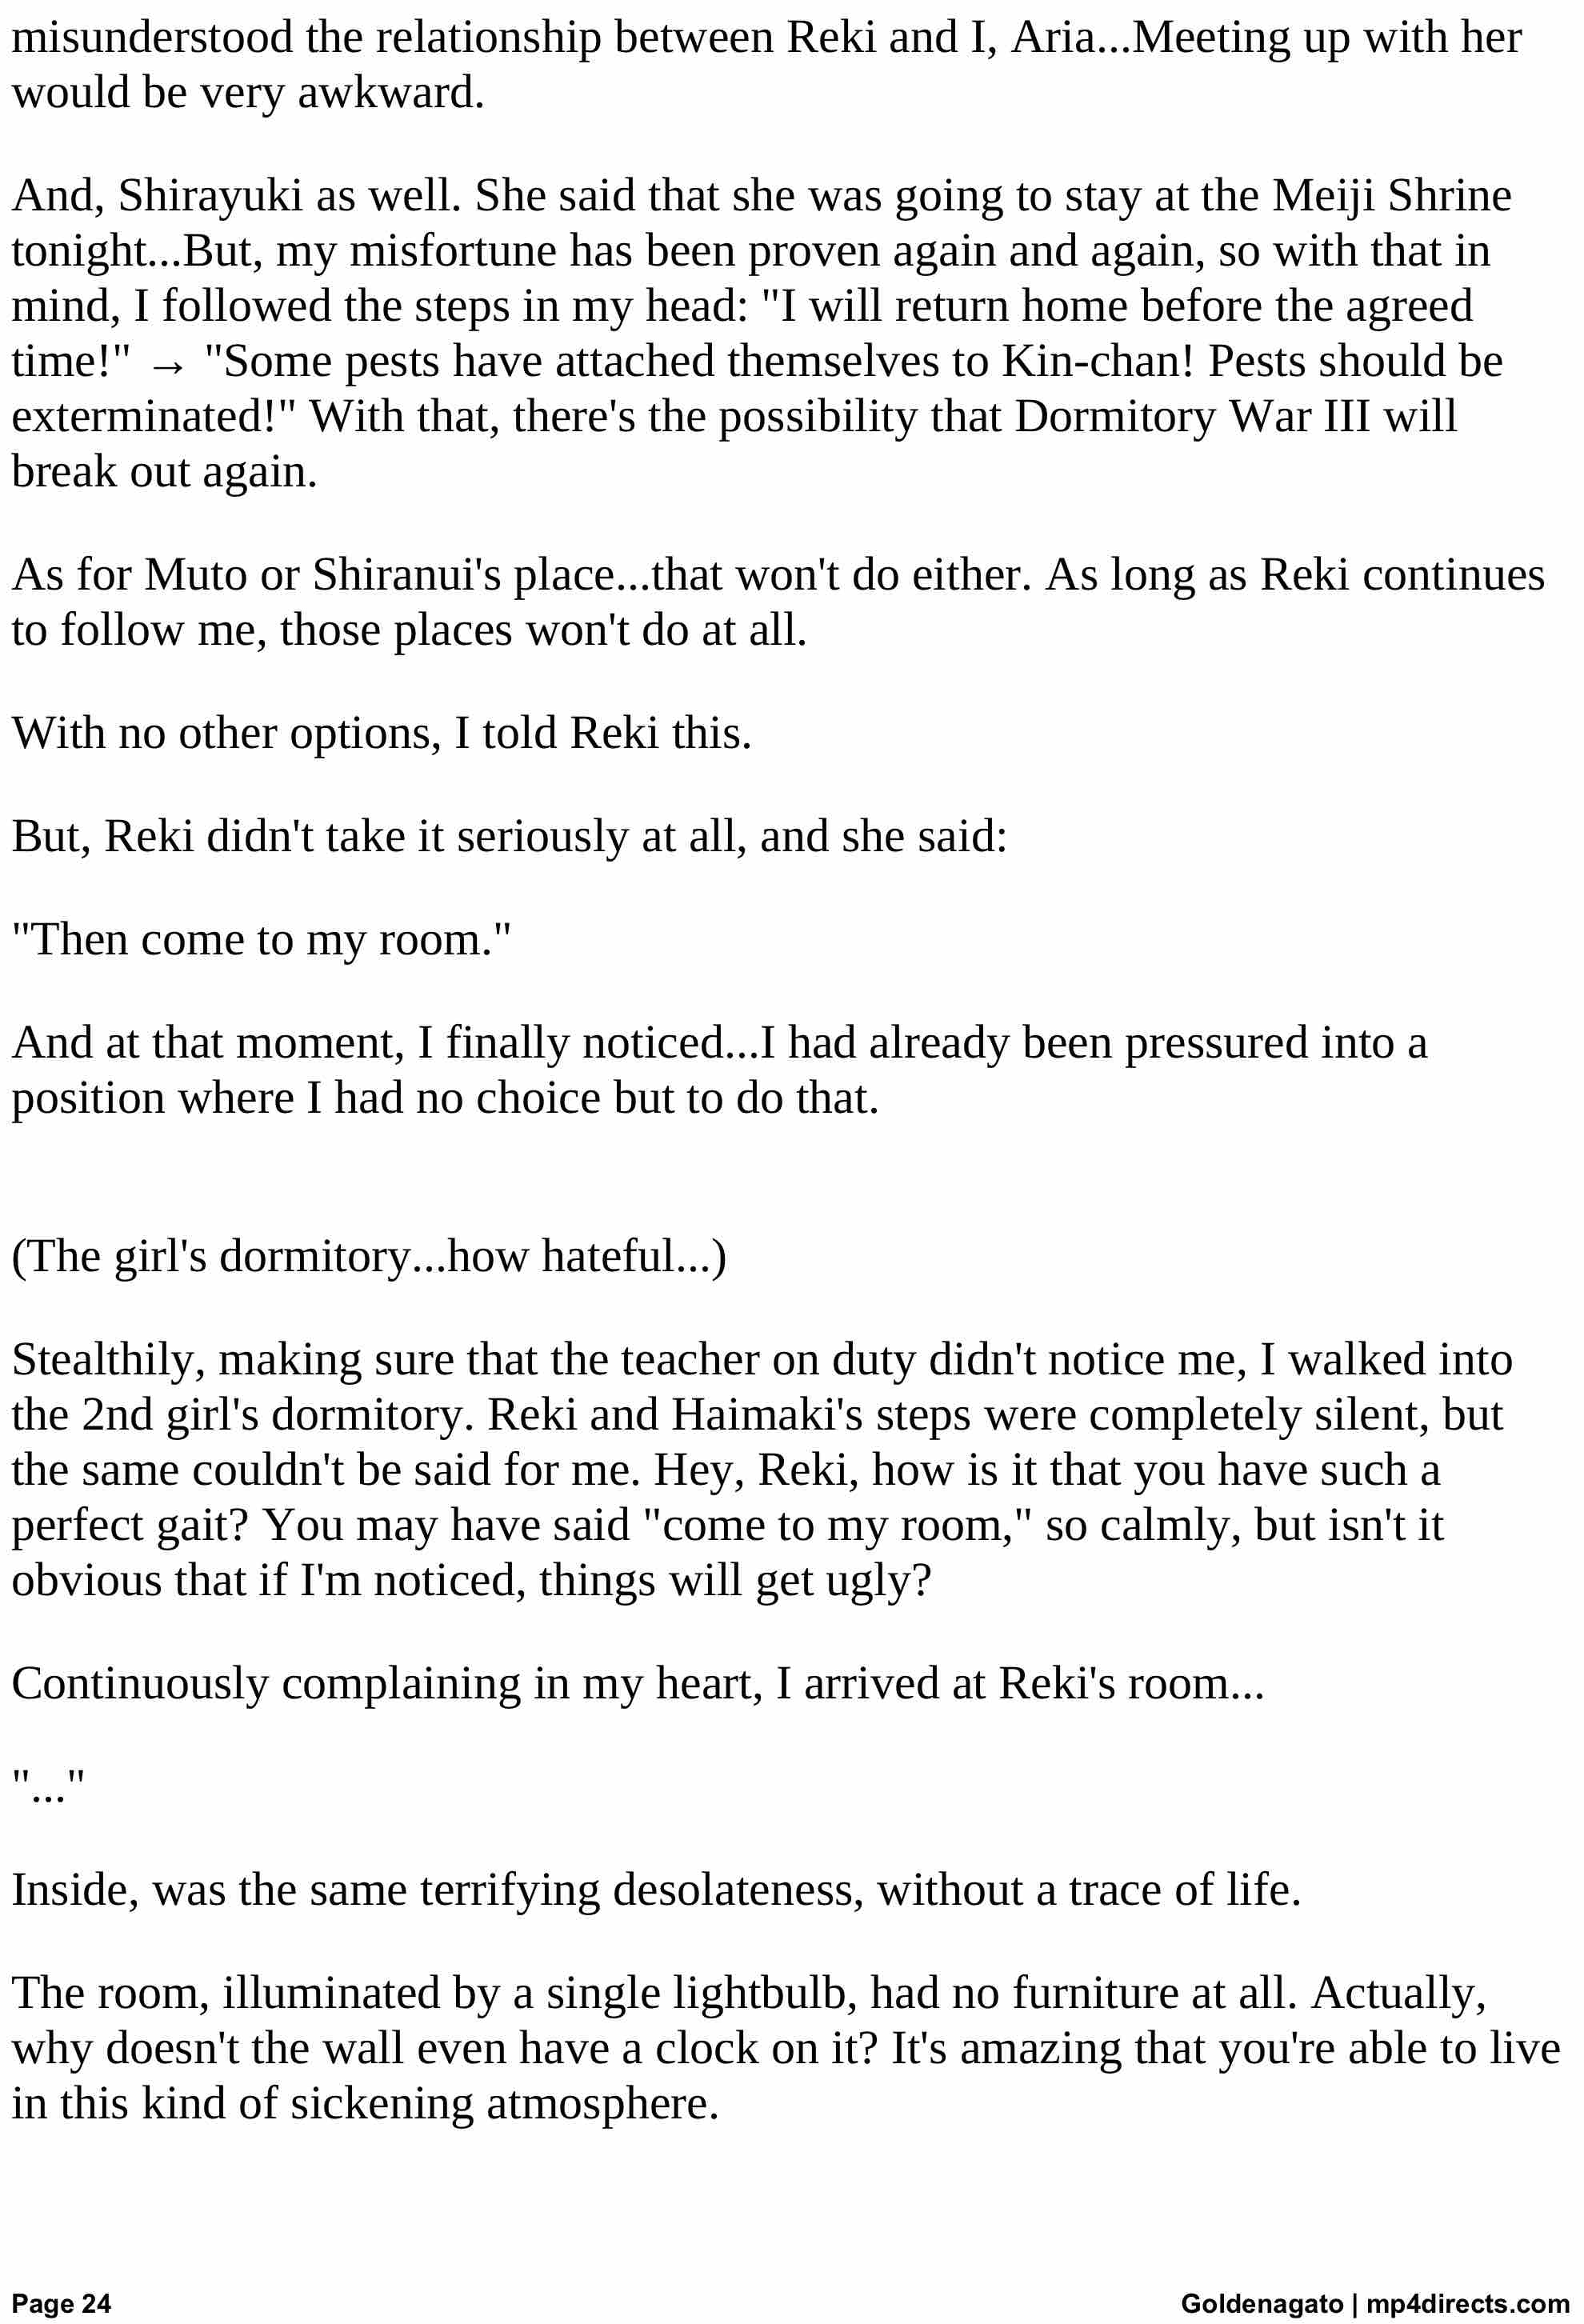 misunderstood the relationship between Reki and I, Aria...Meeting up with her
would be very awkward.
And, Shirayuki as well. She said that she was going to stay at the Meiji Shrine
tonight...But, my misfortune has been proven again and again, so with that in
mind, I followed the steps in my head: "I will return home before the agreed
time!" → "Some pests have attached themselves to Kin-chan! Pests should be
exterminated!" With that, there's the possibility that Dormitory War III will
break out again.
As for Muto or Shiranui's place...that won't do either. As long as Reki continues
to follow me, those places won't do at all.
With no other options, I told Reki this.
But, Reki didn't take it seriously at all, and she said:
"Then come to my room."
And at that moment, I finally noticed...I had already been pressured into a
position where I had no choice but to do that.
(The girl's dormitory...how hateful...)
Stealthily, making sure that the teacher on duty didn't notice me, I walked into
the 2nd girl's dormitory. Reki and Haimaki's steps were completely silent, but
the same couldn't be said for me. Hey, Reki, how is it that you have such a
perfect gait? You may have said "come to my room," so calmly, but isn't it
obvious that if I'm noticed, things will get ugly?
Continuously complaining in my heart, I arrived at Reki's room...
"..."
Inside, was the same terrifying desolateness, without a trace of life.
The room, illuminated by a single lightbulb, had no furniture at all. Actually,
why doesn't the wall even have a clock on it? It's amazing that you're able to live
in this kind of sickening atmosphere.
Page 24 Goldenagato | mp4directs.com